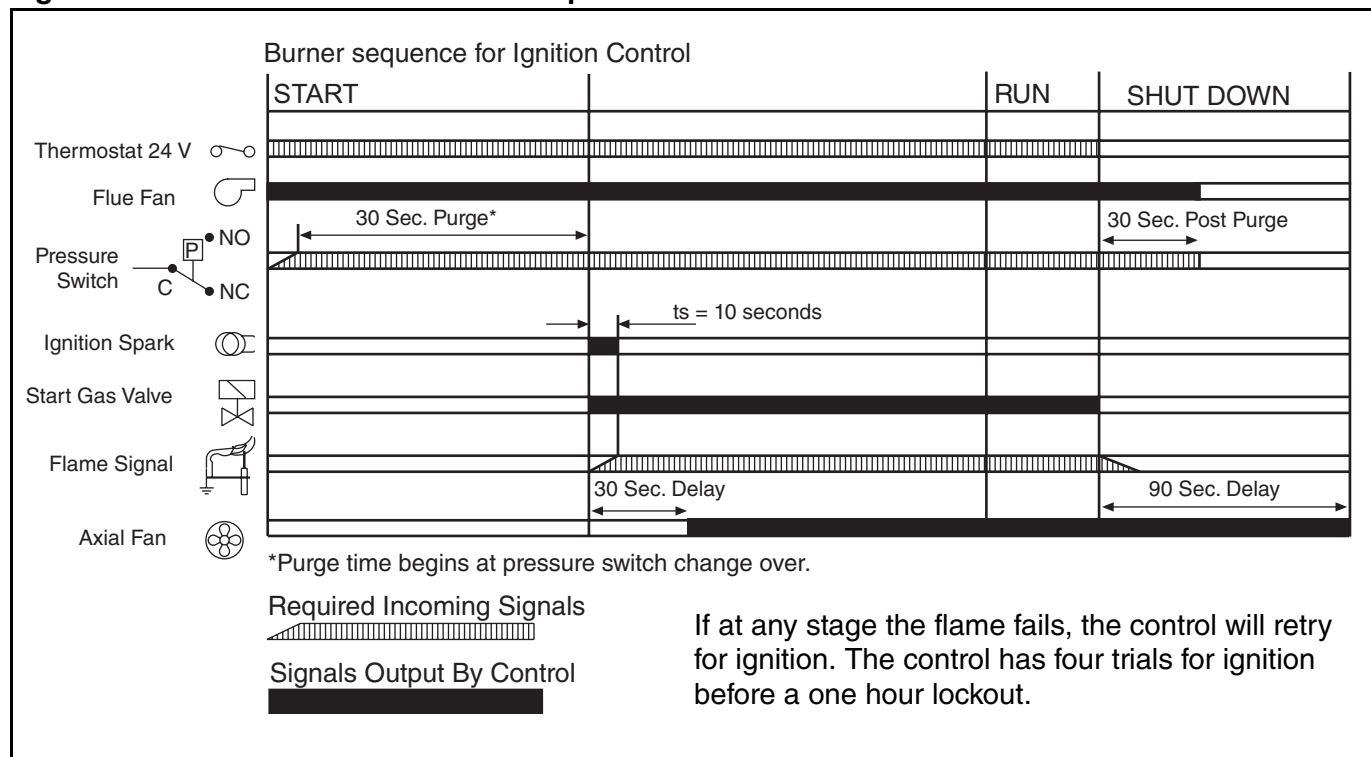 Burner sequence for Ignition Control
START RUN SHUT DOWN
Thermostat 24 V
Flue Fan
30 Sec. Purge* 30 Sec. Post Purge
P NO
Pressure
Switch
C NC
ts = 10 seconds
Ignition Spark
Start Gas Valve
Flame Signal
30 Sec. Delay 90 Sec. Delay
Axial Fan
*Purge time begins at pressure switch change over.
Required Incoming Signals
Signals Output By Control
If at any stage the flame fails, the control will retry
for ignition. The control has four trials for ignition
before a one hour lockout.